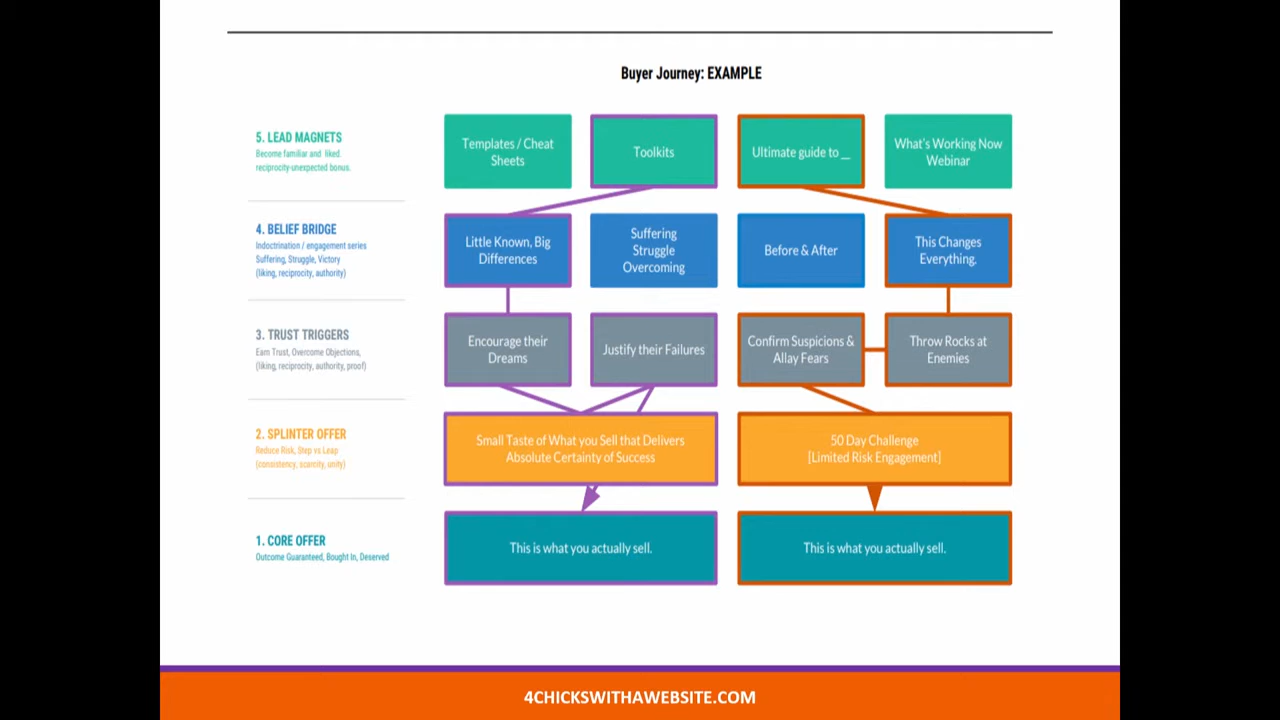 Buyer Journey: EXAMPLE
5. LEAD MAGNETS
Become familiar and liked.
reciprocity-unexpected bonus.
Templates / Cheat
Sheets
Toolkits
Ultimate guide to __
What's Working Now
Webinar
4. BELIEF BRIDGE
Indoctrination / engagement series
Suffering, Struggle, Victory
(liking, reciprocity, authority)
Little Known, Big
Differences
Suffering
Struggle
Overcoming
Before & After
This Changes
Everything.
3. TRUST TRIGGERS
Earn Trust, Overcome Objections,
(liking, reciprocity, authority, proof)
Encourage their
Dreams
Justify their Failures
Confirm Suspicions &
Allay Fears
Throw Rocks at
Enemies
2. SPLINTER OFFER
Reduce Risk, Step vs Leap
(consistency, scarcity, unity)
Small Taste of What you Sell that Delivers
Absolute Certainty of Success
50 Day Challenge
[Limited Risk Engagement]
1. CORE OFFER
Outcome Guaranteed, Bought In, Deserved
This is what you actually sell.
This is what you actually sell.
4CHICKSWITHAWEBSITE.COM